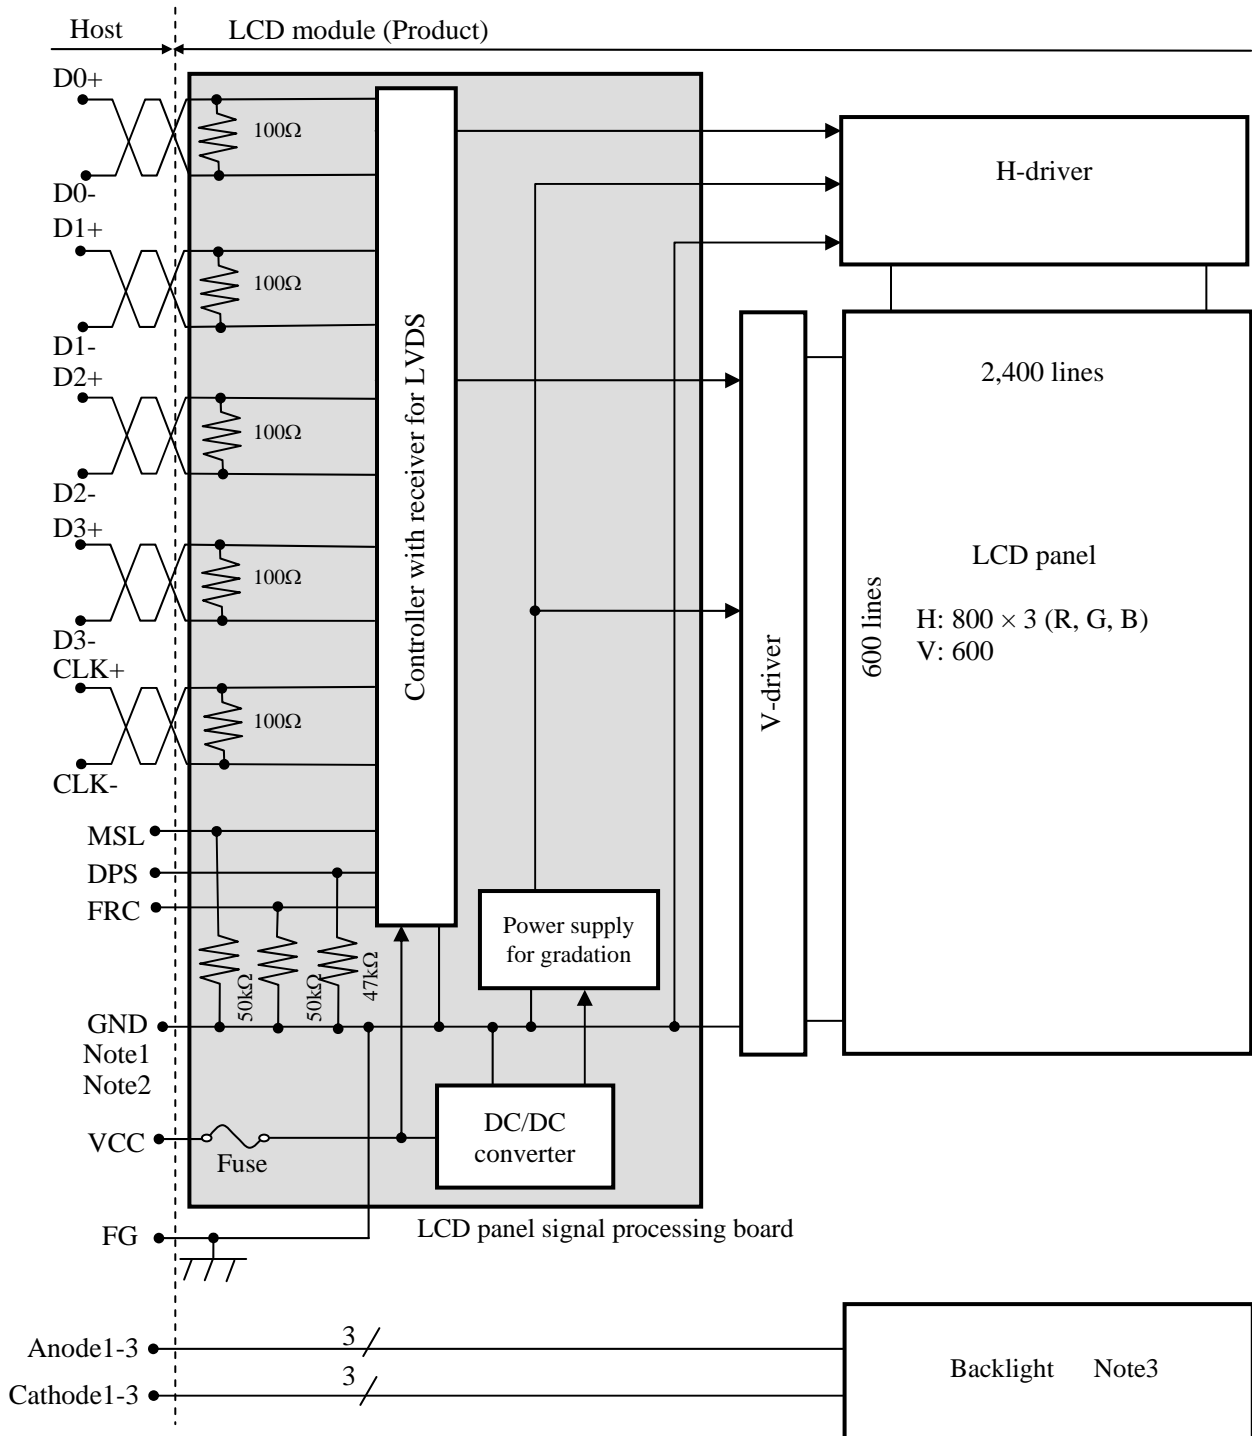 Host
LCD module (Product)
D0+
100Ω
D0-
D1+
100Ω
D1-
D2+
100Ω
D2-
D3+
100Ω
D3-
CLK+
100Ω
CLK-
MSL
DPS
FRC
50kΩ
50kΩ
47kΩ
GND
Note1
Note2
VCC
Fuse
FG
Controller with receiver for LVDS
Power supply
for gradation
DC/DC
converter
LCD panel signal processing board
H-driver
V-driver
2,400 lines
600 lines
LCD panel
H: 800 × 3 (R, G, B)
V: 600
Anode1-3
3
Cathode1-3
3
Backlight Note3